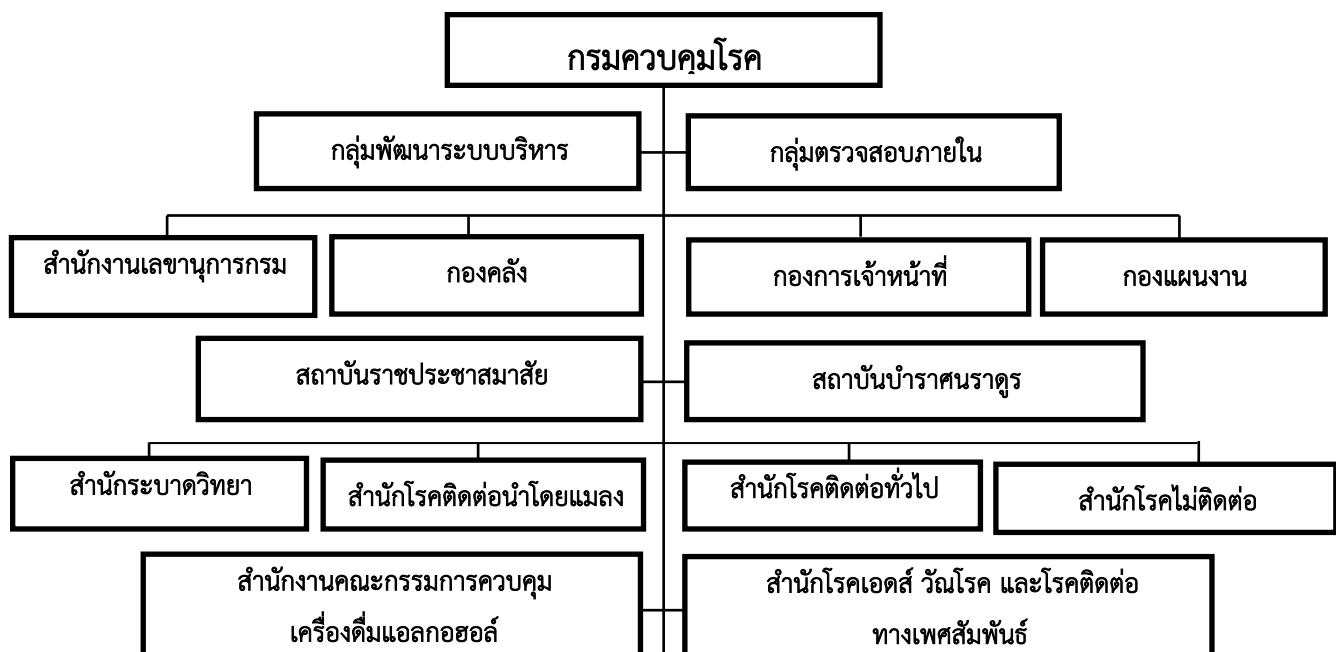 กรมควบคุมโรค
กลุ่มพัฒนาระบบบริหาร
กลุ่มตรวจสอบภายใน
สำนักงานเลขานุการกรม
กองคลัง
กองการเจ้าหน้าที่
กองแผนงาน
สถาบันราชประชาสมาสัย
สถาบันบำราศนราดูร
สำนักระบาดวิทยา
สำนักโรคติดต่อนำโดยแมลง
สำนักโรคติดต่อทั่วไป
สำนักโรคไม่ติดต่อ
สำนักงานคณะกรรมการควบคุม
เครื่องดื่มแอลกอฮอล์
สำนักโรคเอดส์ วัณโรค และโรคติดต่อ
ทางเพศสัมพันธ์